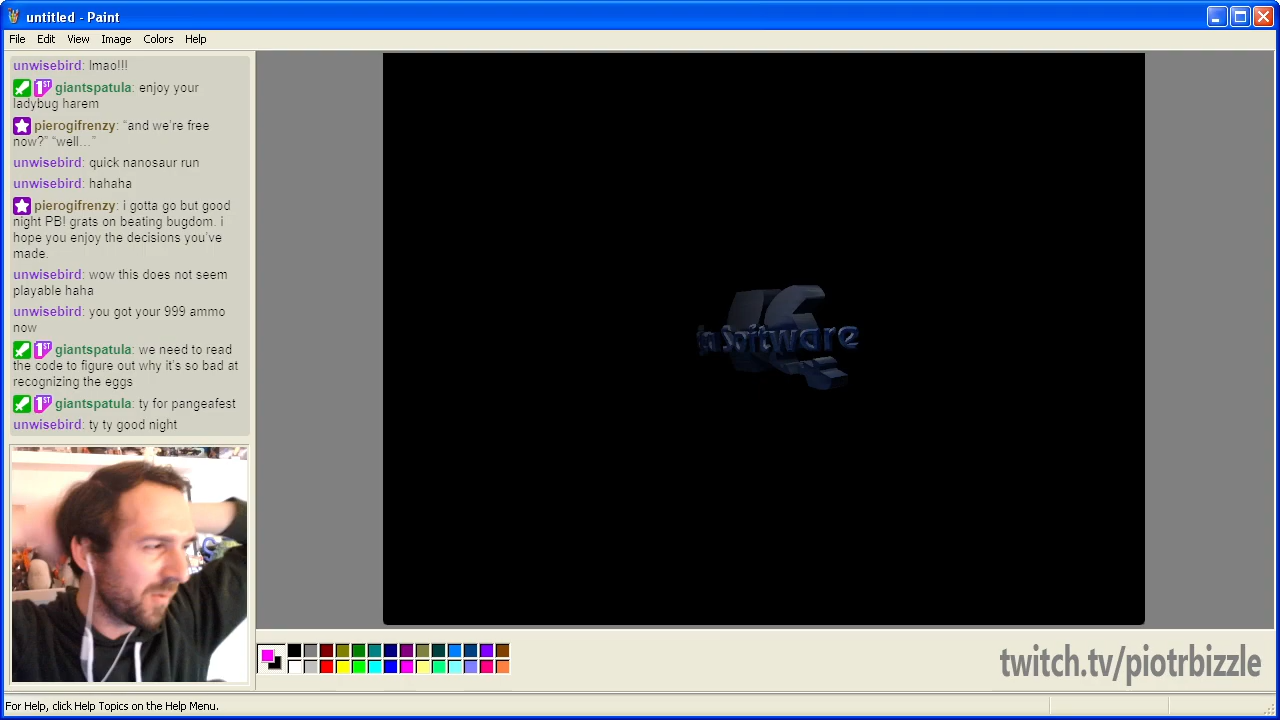 untitled - Paint
File Edit View Image Colors Help
unwisebird: lmao!!!
1ST giantspatula: enjoy your
ladybug harem
pierogifrenzy: “and we’re free
now?” “well…”
unwisebird: quick nanosaur run
unwisebird: hahaha
pierogifrenzy: i gotta go but good
night PB! grats on beating bugdom. i
hope you enjoy the decisions you’ve
made.
unwisebird: wow this does not seem
playable haha
unwisebird: you got your 999 ammo
now
1ST giantspatula: we need to read
the code to figure out why it’s so bad at
recognizing the eggs
1ST giantspatula: ty for pangeafest
unwisebird: ty ty good night
twitch.tv/piotrbizzle
For Help, click Help Topics on the Help Menu.